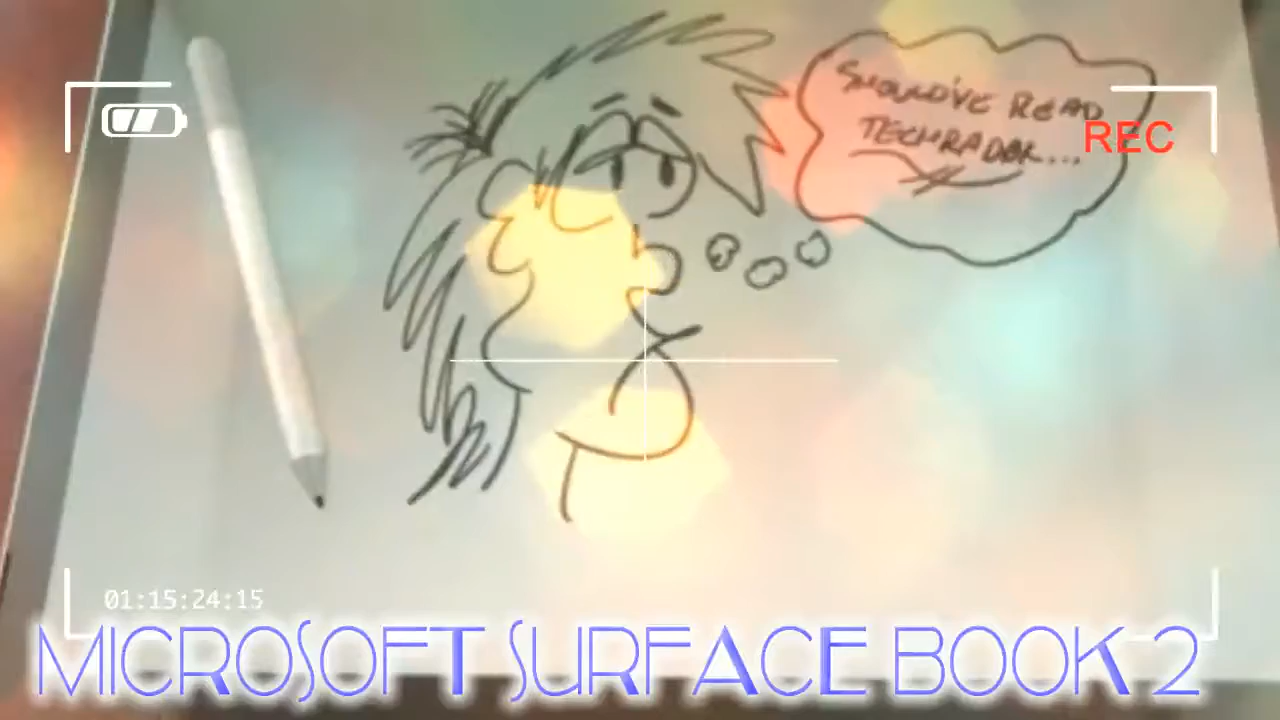 SHOULD'VE READ
TECHRADAR...
REC
01:15:24:15
MICROSOFT SURFACE BOOK 2